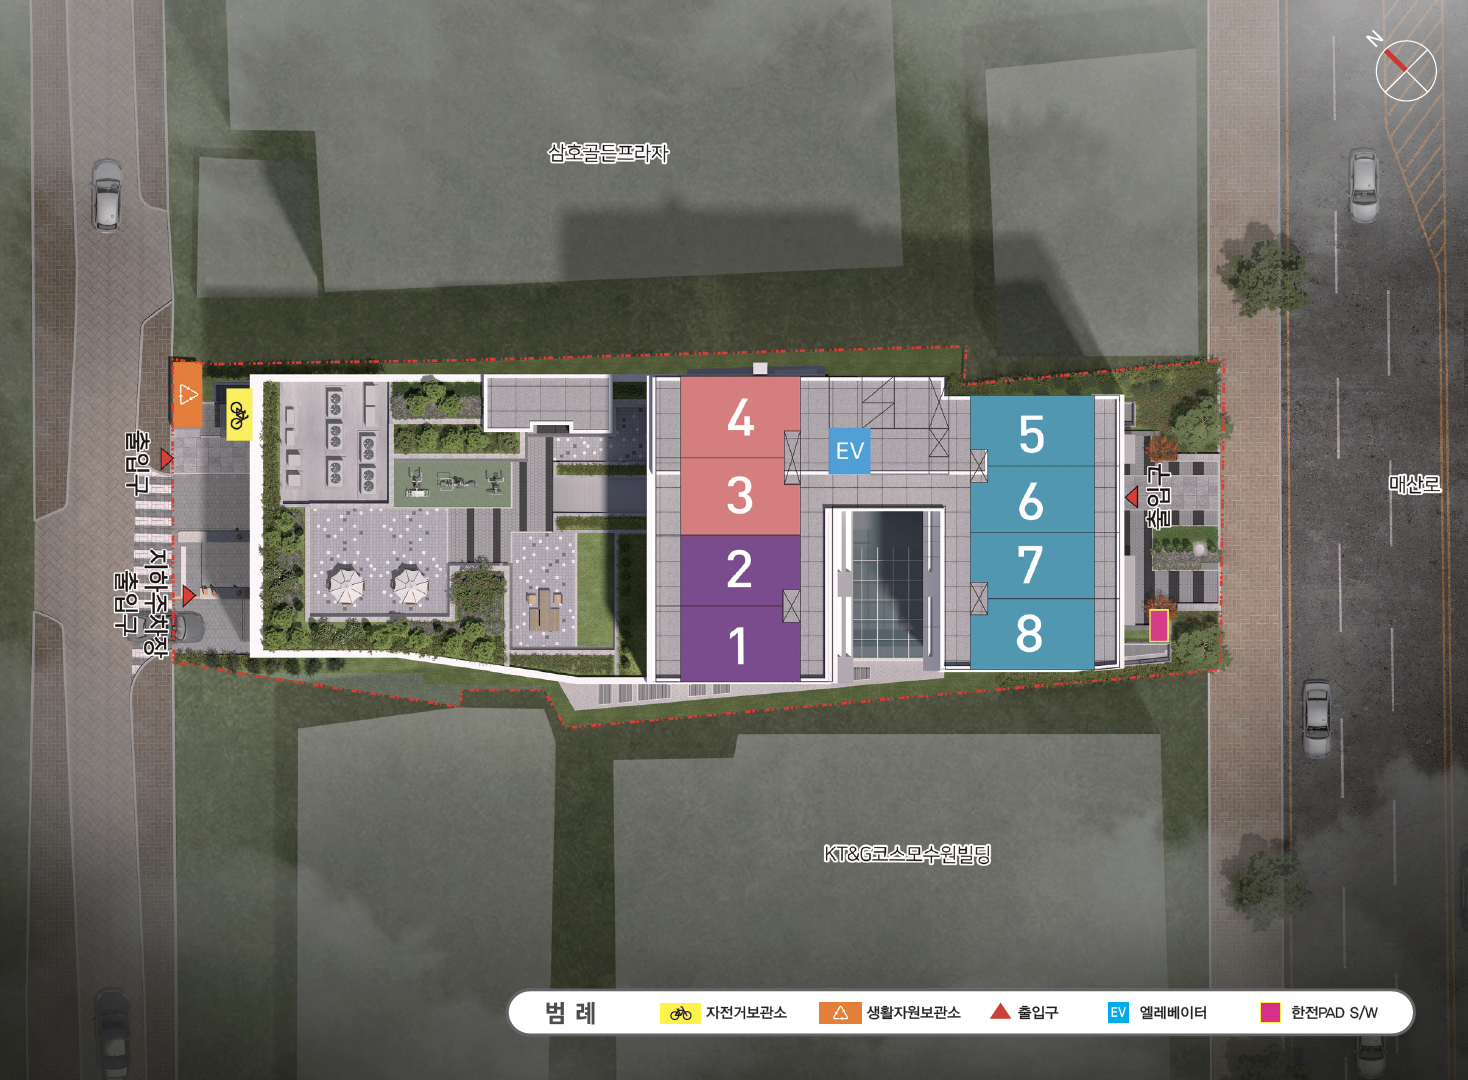 N
삼호골든프라자
4
3
2
1
EV
5
6
7
8
출입구
지하주차장
출입구
출입구
매산로
KT&G코스모수원빌딩
범 례
자전거보관소
생활자원보관소
출입구
EV 엘레베이터
한전PAD S/W